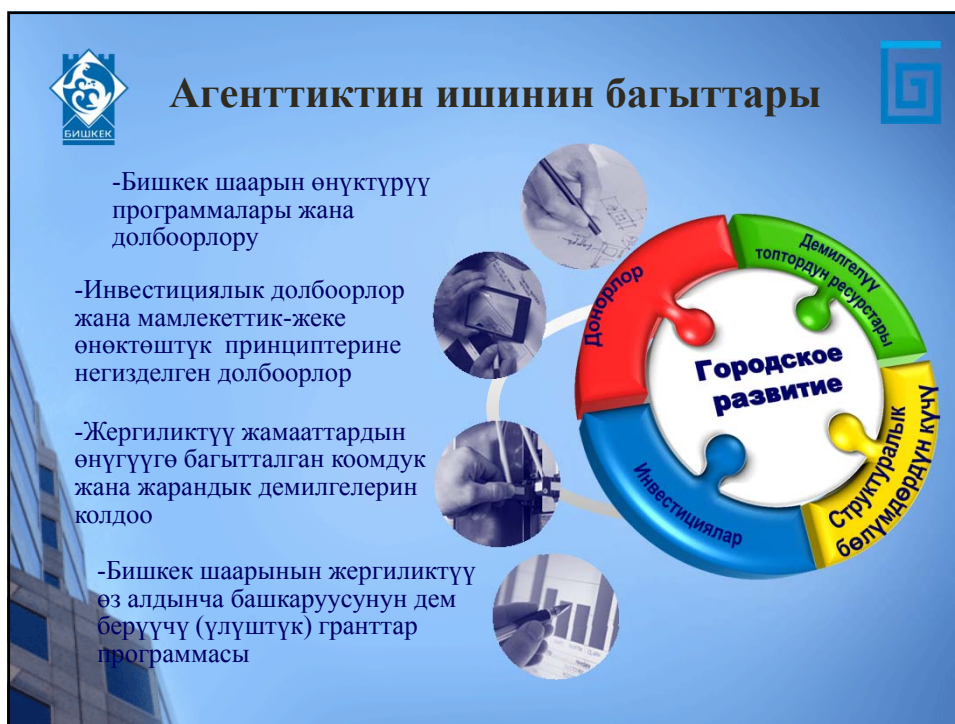 БИШКЕК
Агенттиктин ишинин багыттары
-Бишкек шаарын өнүктүрүү
программалары жана
долбоорлору
-Инвестициялык долбоорлор
жана мамлекеттик-жеке
өнөктөштүк принциптерине
негизделген долбоорлор
-Жергиликтүү жамааттардын
өнүгүүгө багытталган коомдук
жана жарандык демилгелерин
колдоо
-Бишкек шаарынын жергиликтүү
өз алдынча башкаруусунун дем
берүүчү (үлүштүк) гранттар
программасы
Донорлор
Демилгелүү
топтордун ресурстары
Городское
развитие
Инвестициялар
Структуралык
бөлүмдөрдүн күчү